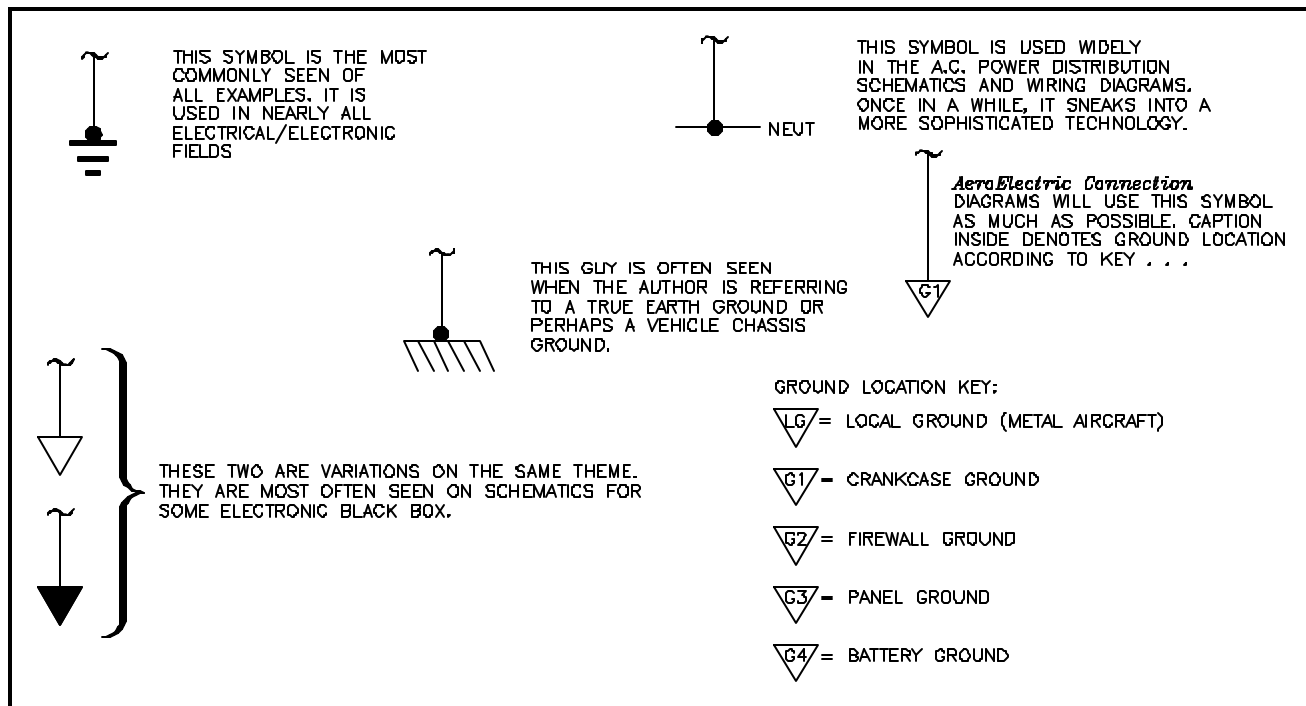 THIS SYMBOL IS THE MOST
COMMONLY SEEN OF
ALL EXAMPLES. IT IS
USED IN NEARLY ALL
ELECTRICAL/ELECTRONIC
FIELDS
NEUT
THIS SYMBOL IS USED WIDELY
IN THE A.C. POWER DISTRIBUTION
SCHEMATICS AND WIRING DIAGRAMS.
ONCE IN A WHILE, IT SNEAKS INTO A
MORE SOPHISTICATED TECHNOLOGY.
AeroElectric Connection
DIAGRAMS WILL USE THIS SYMBOL
AS MUCH AS POSSIBLE. CAPTION
INSIDE DENOTES GROUND LOCATION
ACCORDING TO KEY . . .
G1
THIS GUY IS OFTEN SEEN
WHEN THE AUTHOR IS REFERRING
TO A TRUE EARTH GROUND OR
PERHAPS A VEHICLE CHASSIS
GROUND.
THESE TWO ARE VARIATIONS ON THE SAME THEME.
THEY ARE MOST OFTEN SEEN ON SCHEMATICS FOR
SOME ELECTRONIC BLACK BOX.
GROUND LOCATION KEY:
LG = LOCAL GROUND (METAL AIRCRAFT)
G1 = CRANKCASE GROUND
G2 = FIREWALL GROUND
G3 = PANEL GROUND
G4 = BATTERY GROUND